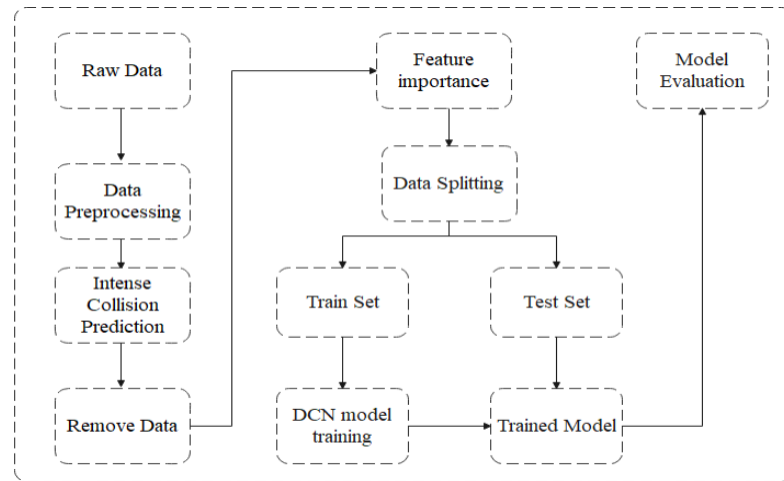 Raw Data
Data
Preprocessing
Intense
Collision
Prediction
Remove Data
Feature
importance
Data Splitting
Train Set
Test Set
DCN model
training
Trained Model
Model
Evaluation